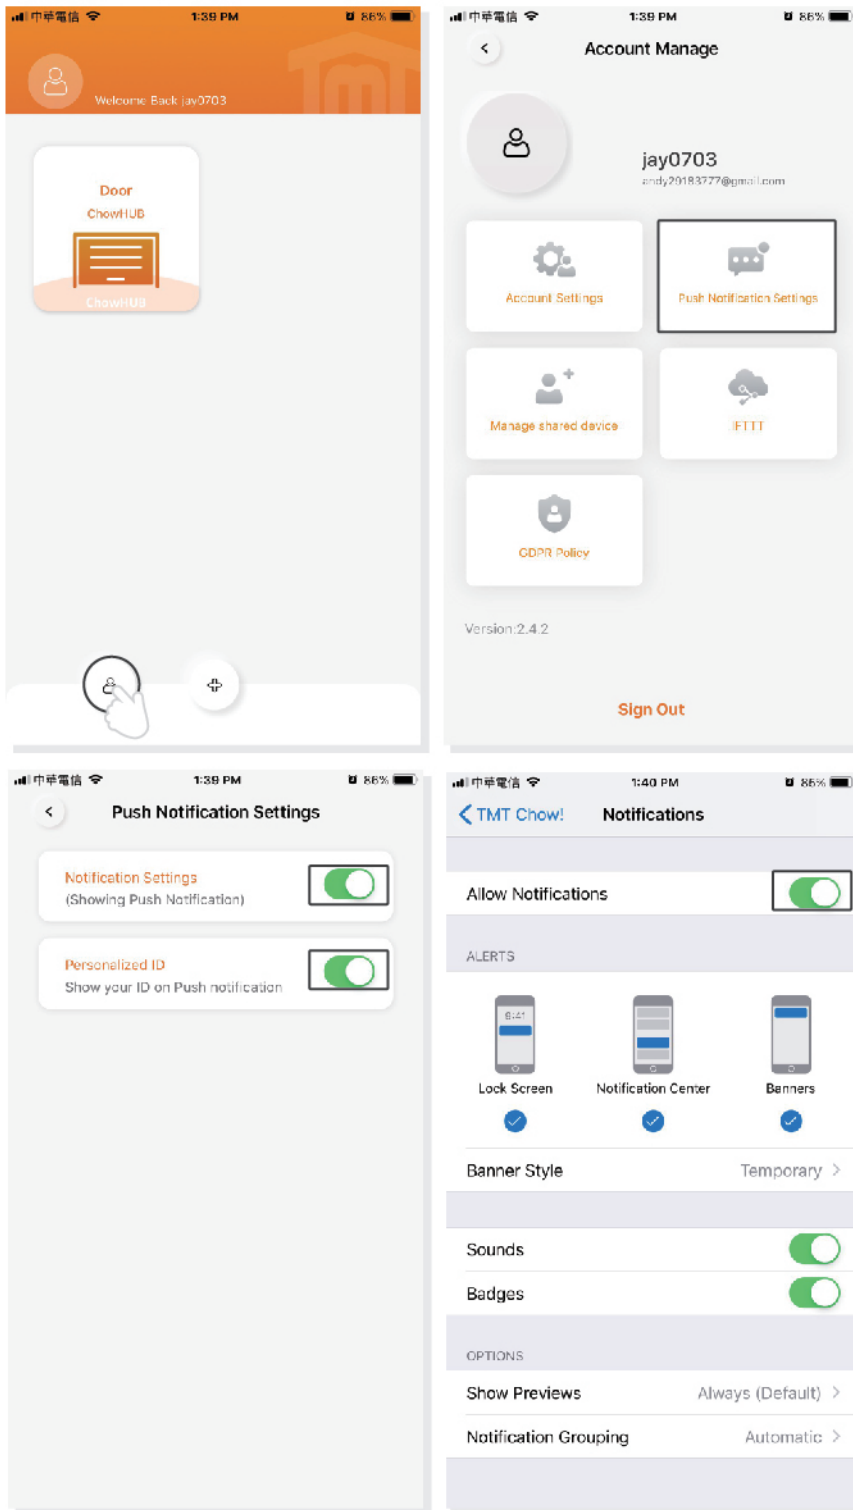 中華電信
1:39 PM
86%
Welcome Back jay0703
TMT
Door
ChowHUB
ChowHUB
中華電信
1:39 PM
86%
Account Manage
jay0703
andy29183777@gmail.com
Account Settings
Push Notification Settings
Manage shared device
IFTTT
GDPR Policy
Version:2.4.2
Sign Out
中華電信
1:39 PM
86%
Push Notification Settings
Notification Settings
(Showing Push Notification)
Personalized ID
Show your ID on Push notification
中華電信
1:40 PM
85%
TMT Chow!
Notifications
Allow Notifications
ALERTS
9:41
Lock Screen
Notification Center
Banners
Banner Style
Temporary
Sounds
Badges
OPTIONS
Show Previews
Always (Default)
Notification Grouping
Automatic